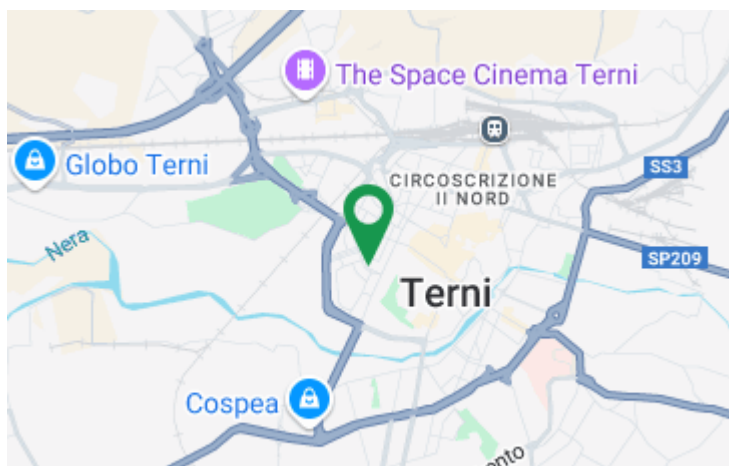 The Space Cinema Terni
Globo Terni
CIRCOSCRIZIONE
II NORD
SS3
Nera
SP209
Terni
Cospea